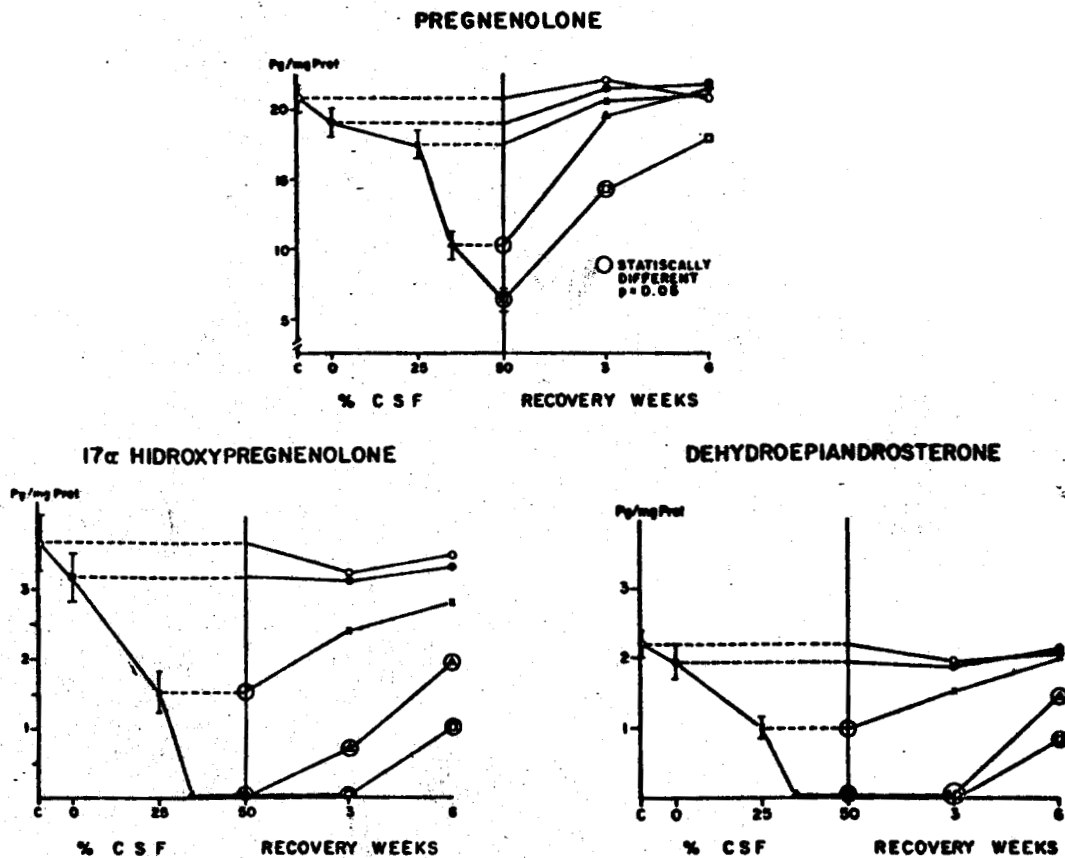 PREGNENOLONE
Pg/mg Prot
20
15
10
5
STATISCALLY
DIFFERENT
p = 0.05
C 0 25 50 3 6
% C S F RECOVERY WEEKS
17α HIDROXYPREGNENOLONE
Pg/mg Prot
3
2
1
C 0 25 50 3 6
% C S F RECOVERY WEEKS
DEHYDROEPIANDROSTERONE
Pg/mg Prot
3
2
1
C 0 25 50 3 6
% C S F RECOVERY WEEKS